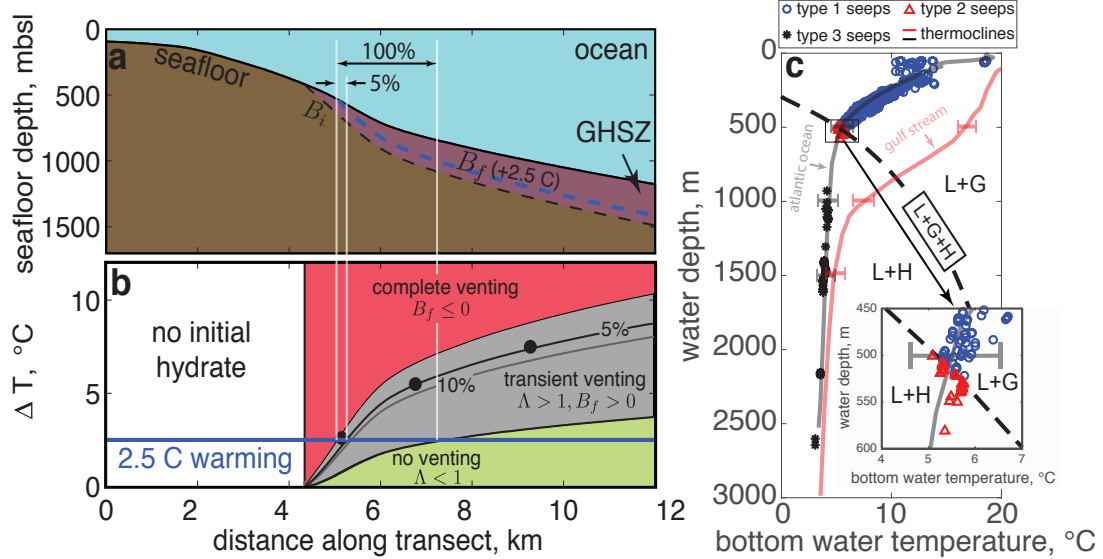 a
seafloor
100%
5%
ocean
B_i
B_f (+2.5 C)
GHSZ
0
500
1000
1500
seafloor depth, mbsl
b
no initial
hydrate
complete venting
B_f ≤ 0
5%
10%
transient venting
Λ > 1, B_f > 0
2.5 C warming
no venting
Λ < 1
10
5
0
Δ T, °C
0 2 4 6 8 10 12
distance along transect, km
type 1 seeps
type 2 seeps
type 3 seeps
thermoclines
c
0
500
1000
1500
2000
2500
3000
water depth, m
atlantic ocean
gulf stream
L+G
L+G+H
L+H
450
500
550
600
water depth, m
L+H
L+G
4 5 6 7
bottom water temperature, °C
0 10 20
bottom water temperature, °C